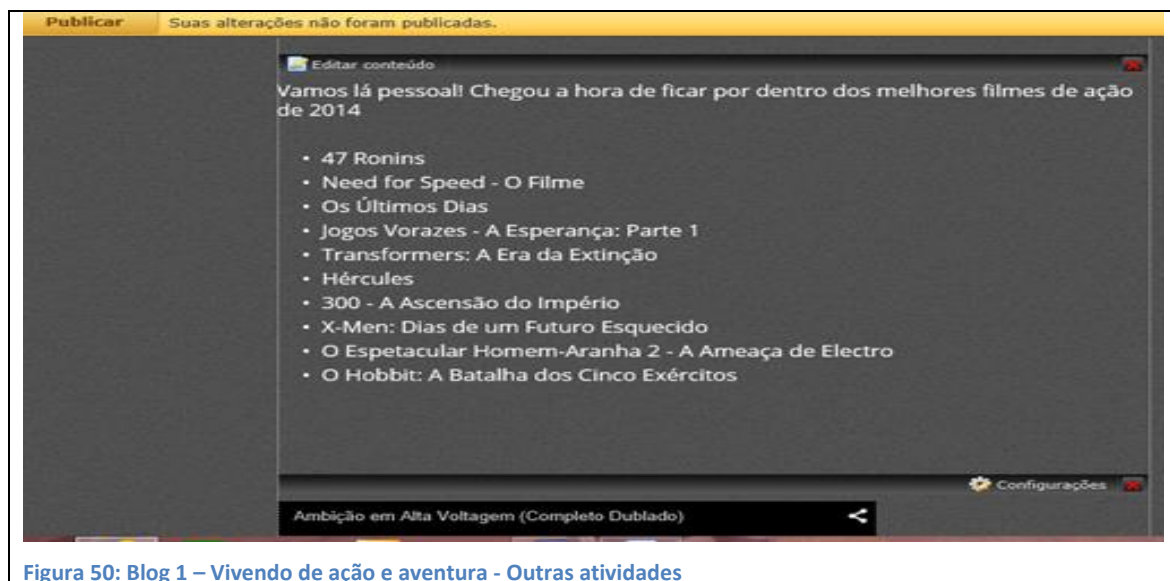 Publicar Suas alterações não foram publicadas.
Editar conteúdo
Vamos lá pessoal! Chegou a hora de ficar por dentro dos melhores filmes de ação
de 2014
• 47 Ronins
• Need for Speed - O Filme
• Os Últimos Dias
• Jogos Vorazes - A Esperança: Parte 1
• Transformers: A Era da Extinção
• Hércules
• 300 - A Ascensão do Império
• X-Men: Dias de um Futuro Esquecido
• O Espetacular Homem-Aranha 2 - A Ameaça de Electro
• O Hobbit: A Batalha dos Cinco Exércitos
Configurações
Ambição em Alta Voltagem (Completo Dublado)
Figura 50: Blog 1 – Vivendo de ação e aventura - Outras atividades